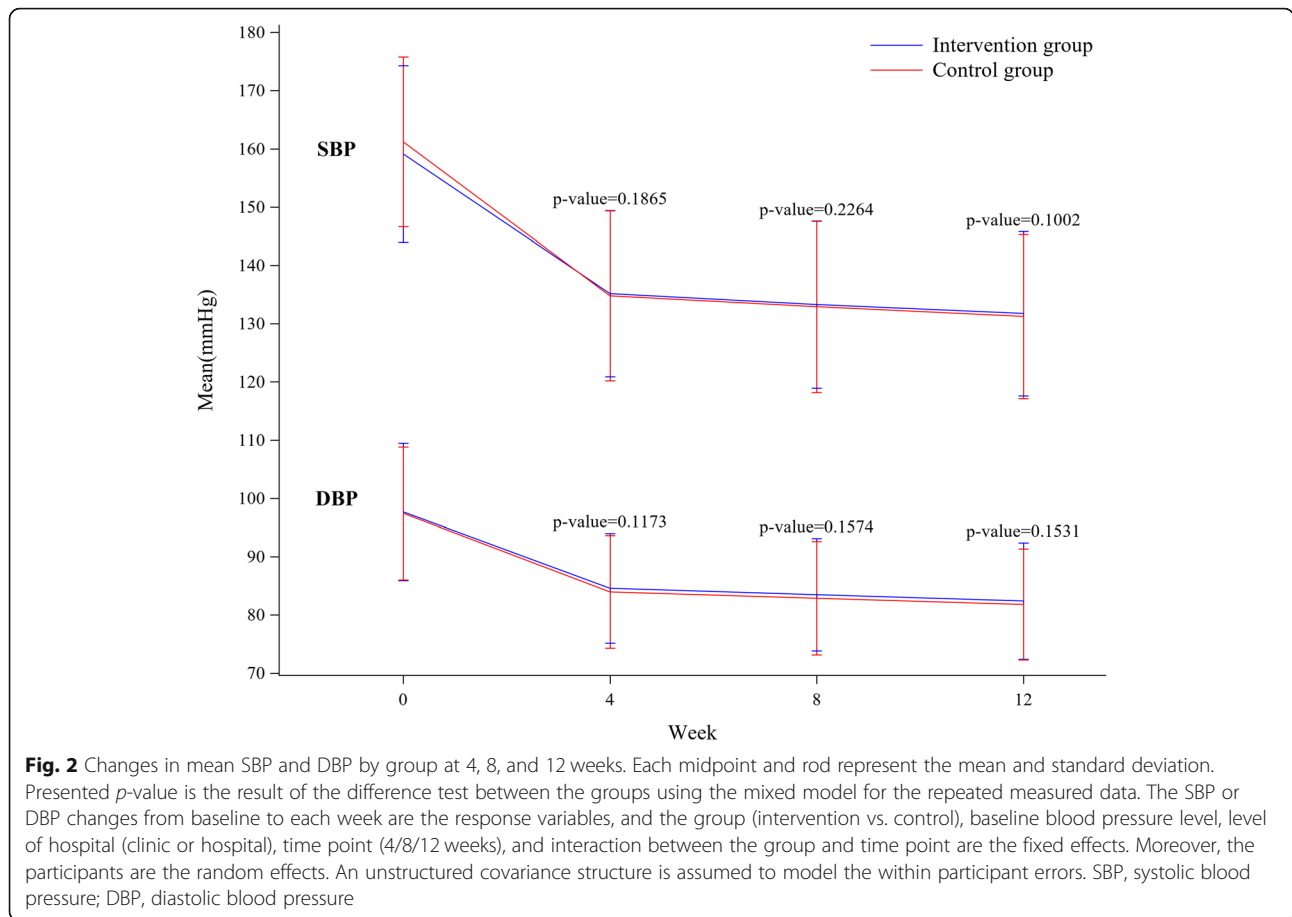 180
170
160
150
140
130
120
110
100
90
80
70
Mean(mmHg)
Intervention group
Control group
SBP
p-value=0.1865
p-value=0.2264
p-value=0.1002
DBP
p-value=0.1173
p-value=0.1574
p-value=0.1531
0
4
8
12
Week
Fig. 2 Changes in mean SBP and DBP by group at 4, 8, and 12 weeks. Each midpoint and rod represent the mean and standard deviation.
Presented p-value is the result of the difference test between the groups using the mixed model for the repeated measured data. The SBP or
DBP changes from baseline to each week are the response variables, and the group (intervention vs. control), baseline blood pressure level, level
of hospital (clinic or hospital), time point (4/8/12 weeks), and interaction between the group and time point are the fixed effects. Moreover, the
participants are the random effects. An unstructured covariance structure is assumed to model the within participant errors. SBP, systolic blood
pressure; DBP, diastolic blood pressure